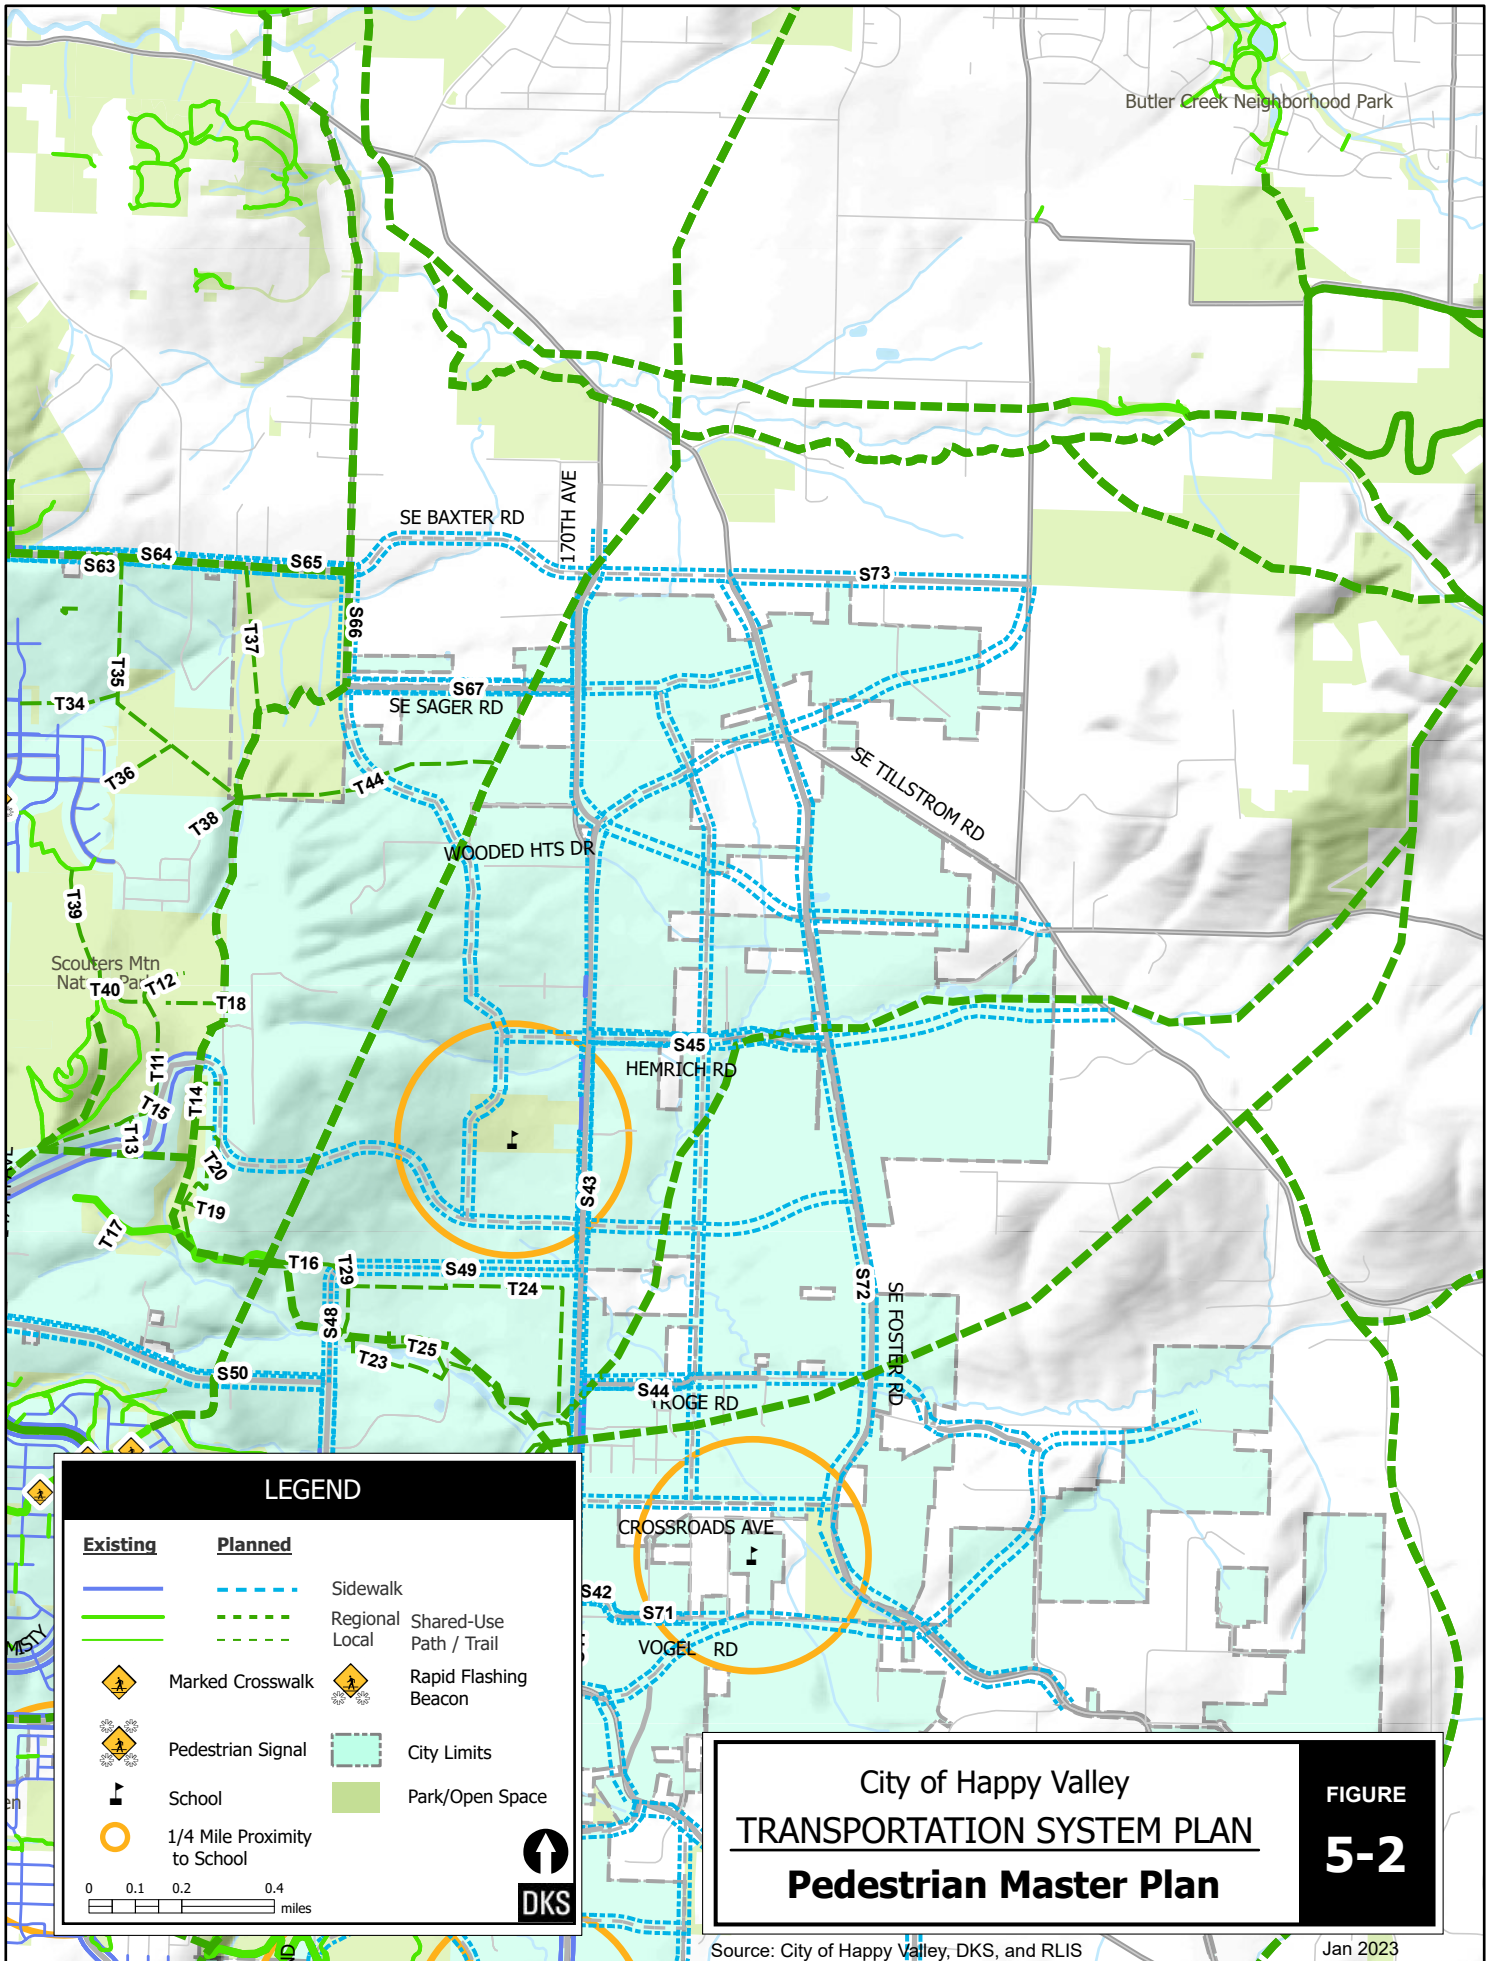 Butler Creek Neighborhood Park
170TH AVE
SE BAXTER RD
S64
S63
S65
S73
S66
T37
T35
S67
SE SAGER RD
T34
T36
T44
T38
SE TILLSTROM RD
WOODED HTS DR
T39
Scouters Mtn
T40
T12
T18
S45
HEMRICH RD
T11
T14
T15
T13
T20
S43
T19
T17
T16
T29
S49
T24
S72
SE FOSTER RD
S48
T25
T23
S50
S44
TROGE RD
CROSSROADS AVE
S42
S71
VOGEL RD
MISTY
LEGEND
Existing Planned
Sidewalk
Regional
Local
Shared-Use
Path / Trail
Marked Crosswalk
Rapid Flashing
Beacon
Pedestrian Signal
City Limits
School
Park/Open Space
1/4 Mile Proximity
to School
0 0.1 0.2 0.4
miles
DKS
City of Happy Valley
TRANSPORTATION SYSTEM PLAN
Pedestrian Master Plan
FIGURE
5-2
Source: City of Happy Valley, DKS, and RLIS
Jan 2023